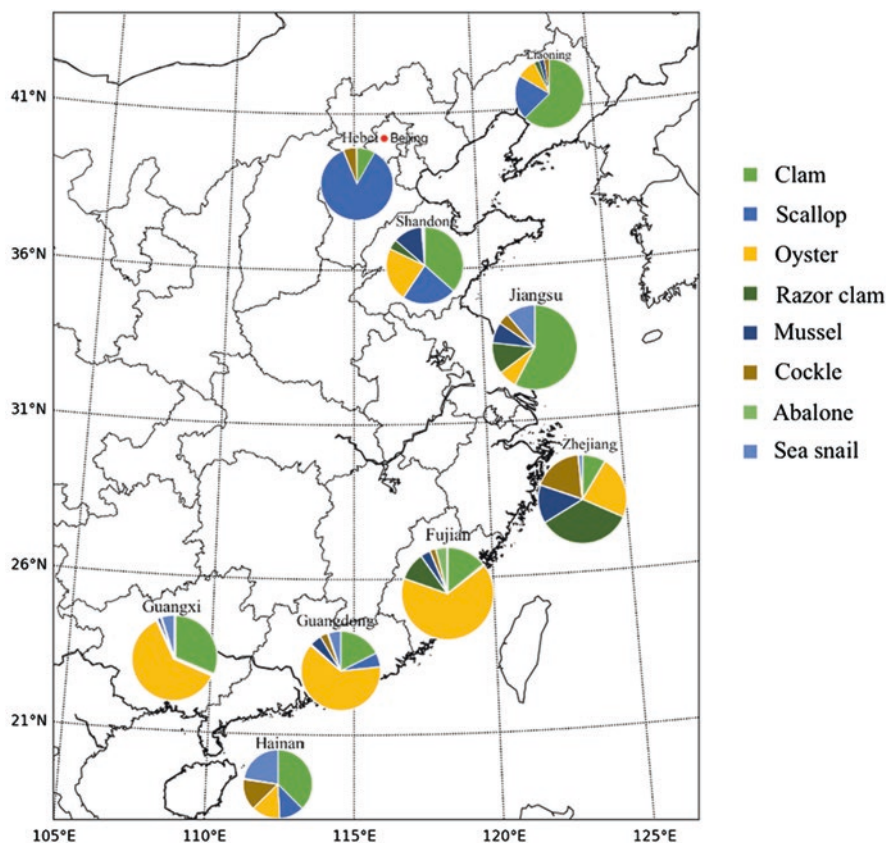 Liaoning
41°N
Hebei
Beijing
Shandong
36°N
Jiangsu
31°N
Zhejiang
Fujian
26°N
Guangxi
Guangdong
21°N
Hainan
105°E
110°E
115°E
120°E
125°E
Clam
Scallop
Oyster
Razor clam
Mussel
Cockle
Abalone
Sea snail